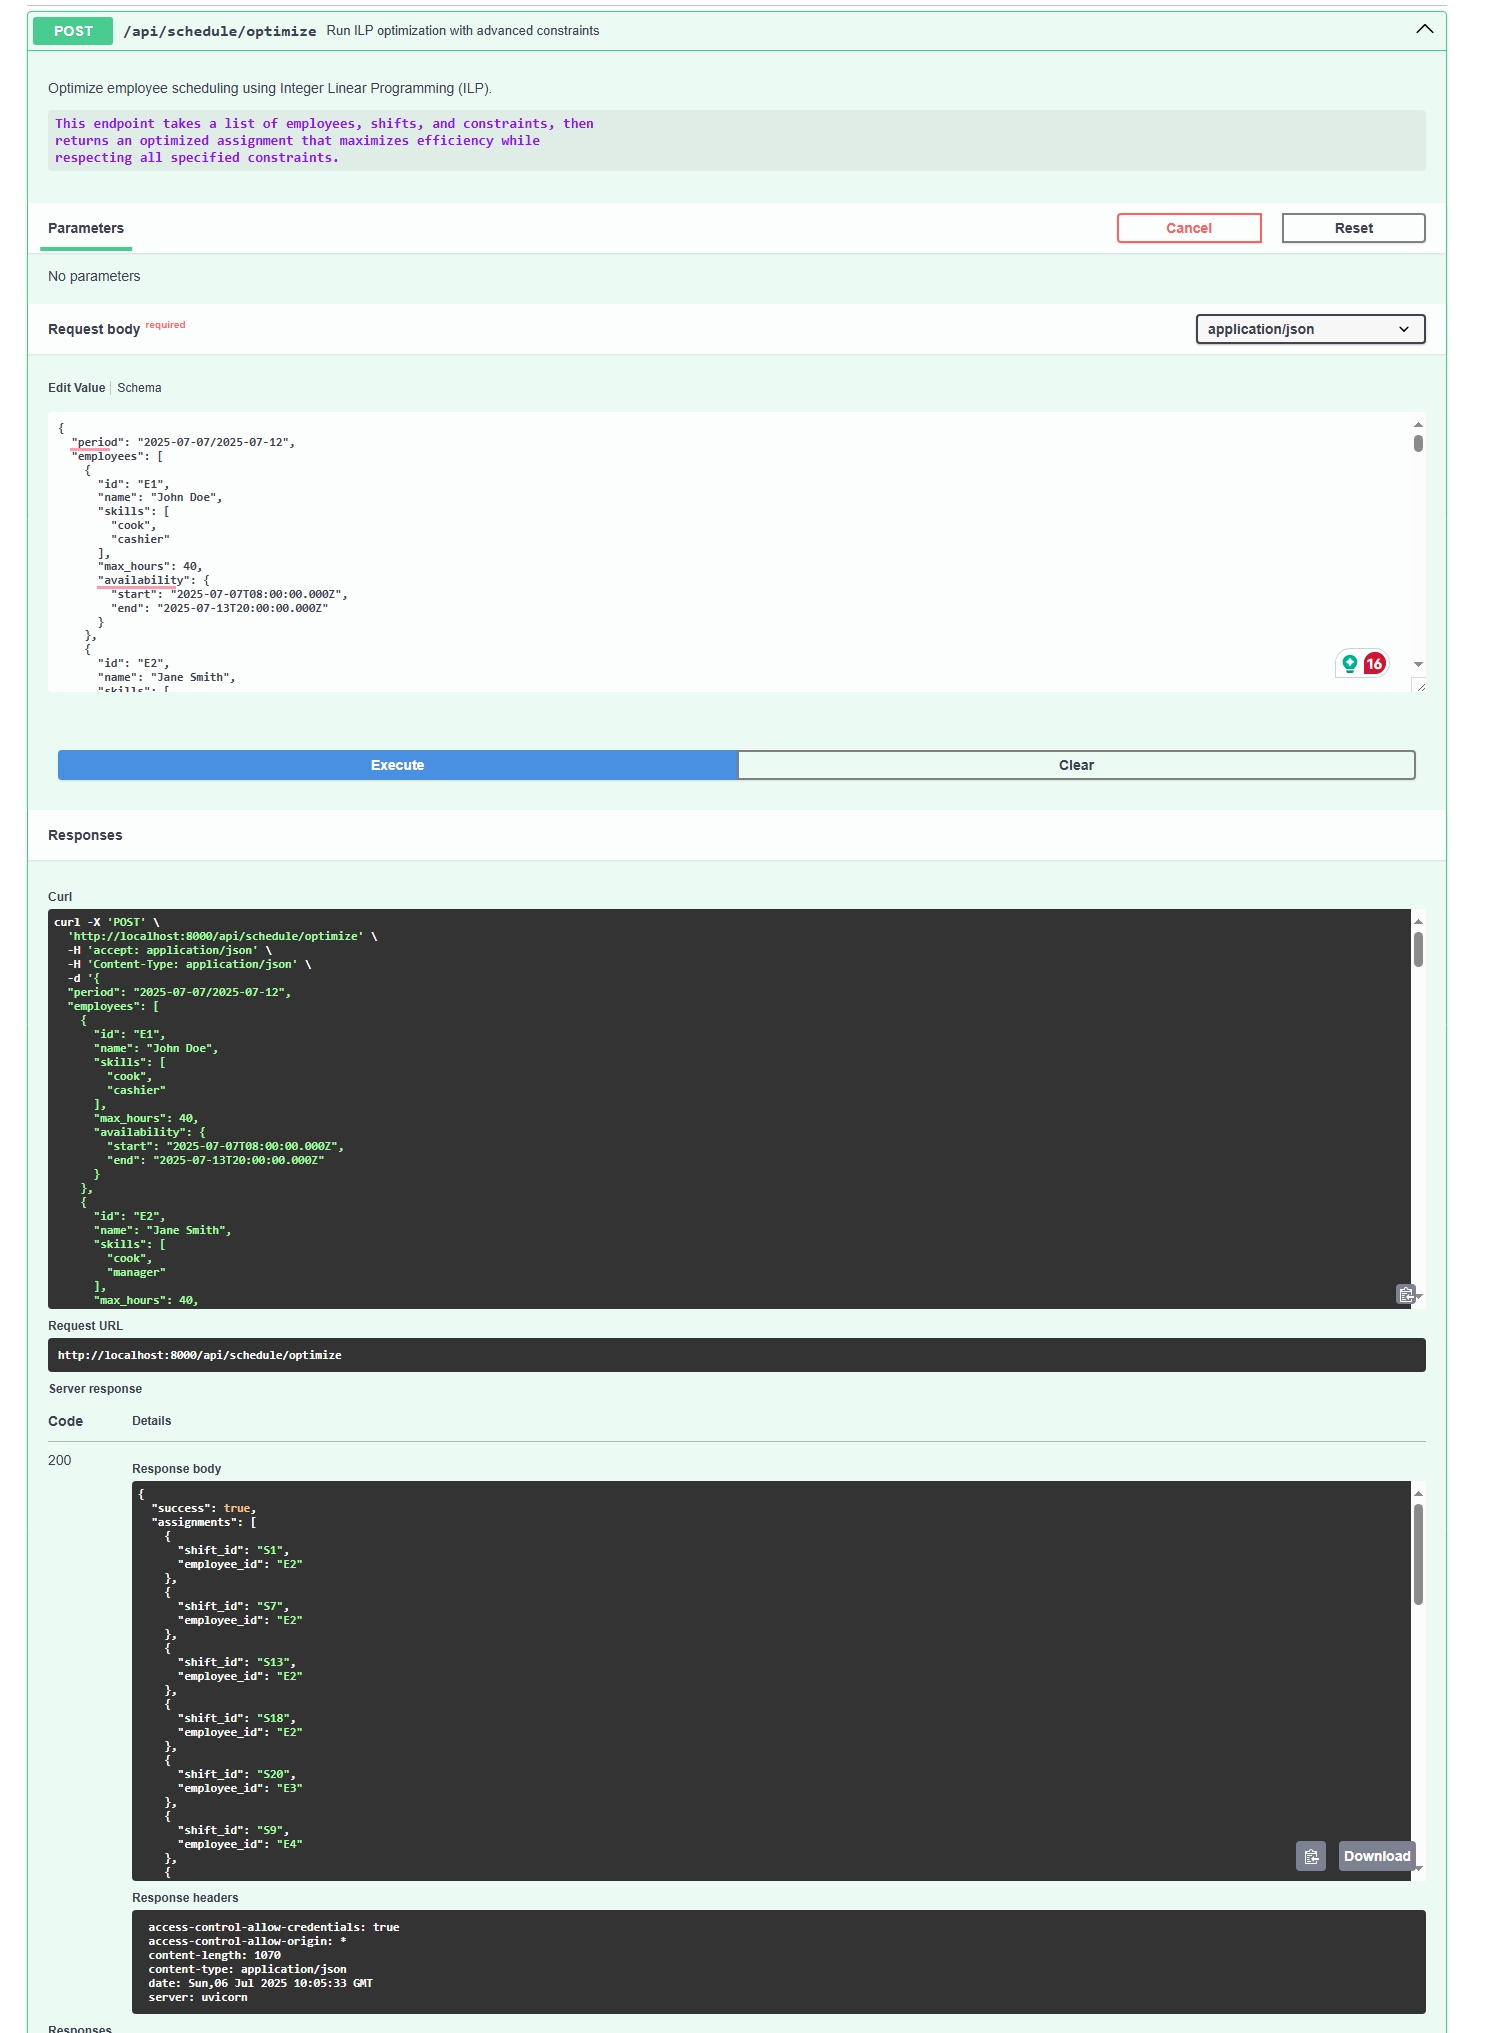 POST /api/schedule/optimize Run ILP optimization with advanced constraints
Optimize employee scheduling using Integer Linear Programming (ILP).
This endpoint takes a list of employees, shifts, and constraints, then
returns an optimized assignment that maximizes efficiency while
respecting all specified constraints.
Parameters
Cancel
Reset
No parameters
Request body required
application/json
Edit Value
Schema
{
"period": "2025-07-07/2025-07-12",
"employees": [
{
"id": "E1",
"name": "John Doe",
"skills": [
"cook",
"cashier"
],
"max_hours": 40,
"availability": {
"start": "2025-07-07T08:00:00.000Z",
"end": "2025-07-13T20:00:00.000Z"
}
},
{
"id": "E2",
"name": "Jane Smith",
"skills": [
16
Execute
Clear
Responses
Curl
curl -X 'POST' \
'http://localhost:8000/api/schedule/optimize' \
-H 'accept: application/json' \
-H 'Content-Type: application/json' \
-d '{
"period": "2025-07-07/2025-07-12",
"employees": [
{
"id": "E1",
"name": "John Doe",
"skills": [
"cook",
"cashier"
],
"max_hours": 40,
"availability": {
"start": "2025-07-07T08:00:00.000Z",
"end": "2025-07-13T20:00:00.000Z"
}
},
{
"id": "E2",
"name": "Jane Smith",
"skills": [
"cook",
"manager"
],
"max_hours": 40,
Request URL
http://localhost:8000/api/schedule/optimize
Server response
Code
Details
200
Response body
{
"success": true,
"assignments": [
{
"shift_id": "S1",
"employee_id": "E2"
},
{
"shift_id": "S7",
"employee_id": "E2"
},
{
"shift_id": "S13",
"employee_id": "E2"
},
{
"shift_id": "S18",
"employee_id": "E2"
},
{
"shift_id": "S20",
"employee_id": "E3"
},
{
"shift_id": "S9",
"employee_id": "E4"
},
{
Download
Response headers
access-control-allow-credentials: true
access-control-allow-origin: *
content-length: 1070
content-type: application/json
date: Sun,06 Jul 2025 10:05:33 GMT
server: uvicorn
Responses